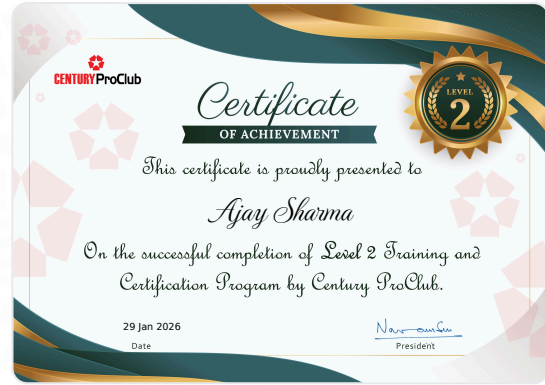 CENTURY ProClub
Certificate
OF ACHIEVEMENT
LEVEL
2
This certificate is proudly presented to
Ajay Sharma
On the successful completion of Level 2 Training and
Certification Program by Century ProClub.
29 Jan 2026
Date
President